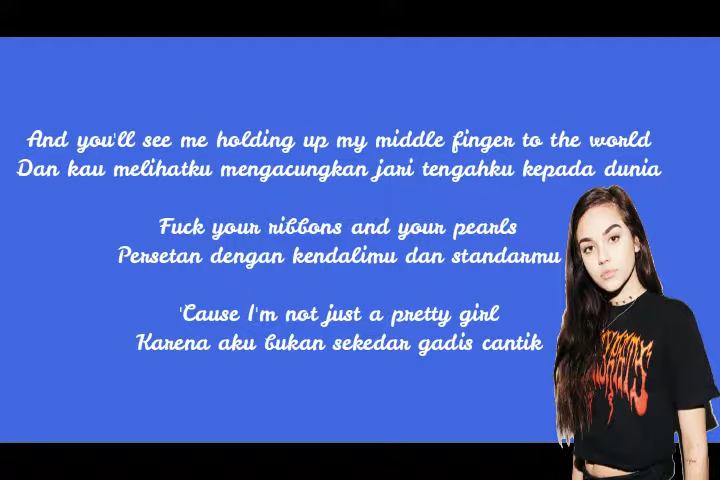 And you'll see me holding up my middle finger to the world
Dan kau melihatku mengacungkan jari tengahku kepada dunia
Fuck your ribbons and your pearls
Persetan dengan kendalimu dan standarmu
'Cause I'm not just a pretty girl
Karena aku bukan sekedar gadis cantik